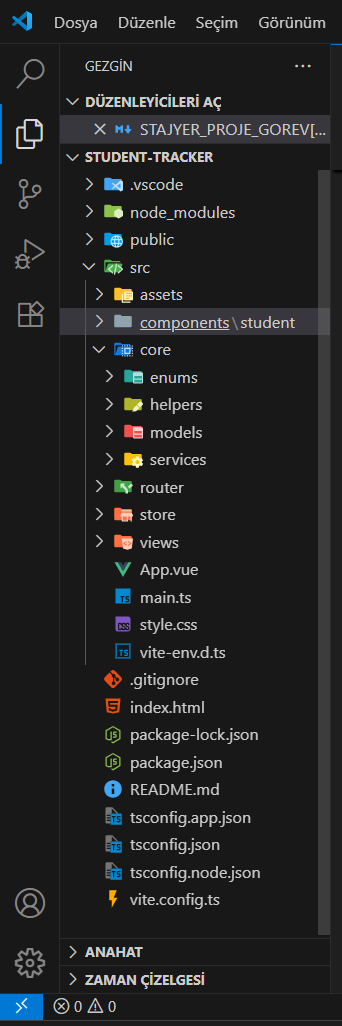 Dosya Düzenle Seçim Görünüm
GEZGİN
DÜZENLEYİCİLERİ AÇ
STAJYER_PROJE_GOREV[...
STUDENT-TRACKER
.vscode
node_modules
public
src
assets
components\student
core
enums
helpers
models
services
router
store
views
App.vue
main.ts
style.css
vite-env.d.ts
.gitignore
index.html
package-lock.json
package.json
README.md
tsconfig.app.json
tsconfig.json
tsconfig.node.json
vite.config.ts
ANAHAT
ZAMAN ÇİZELGESİ
0 0